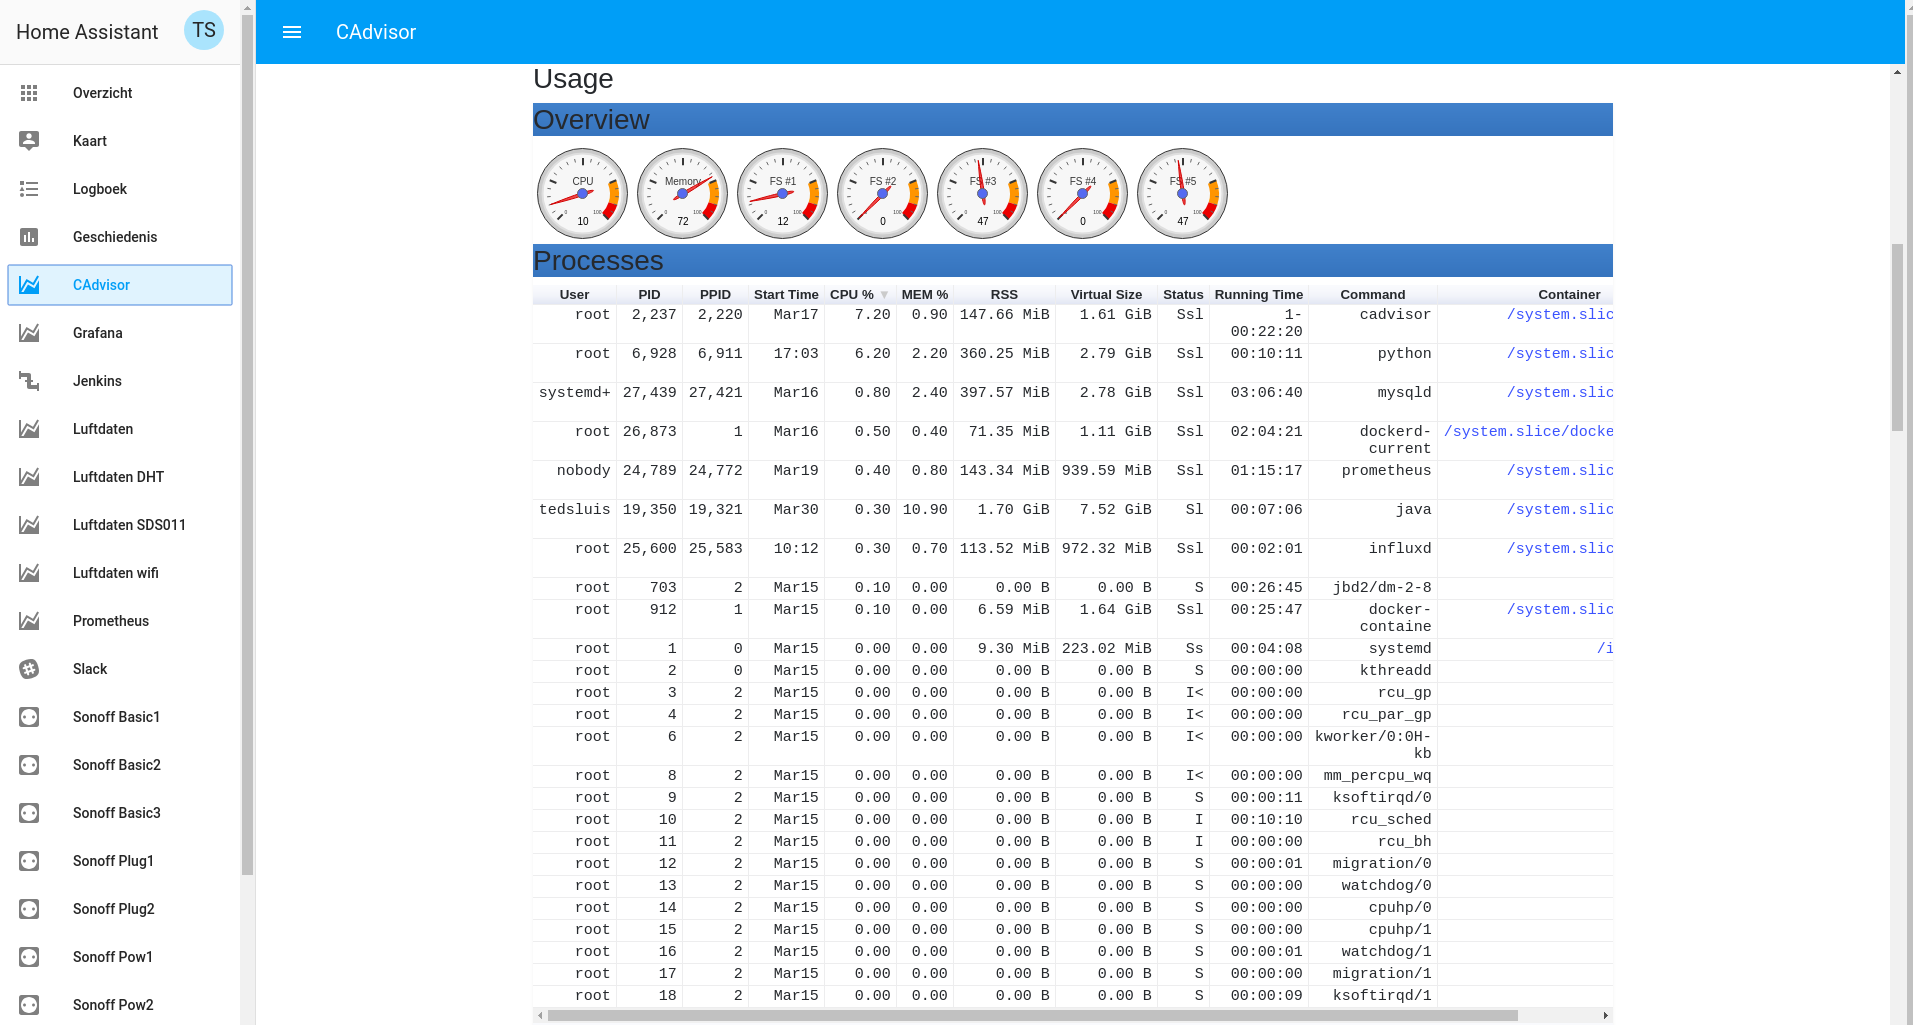 Home Assistant
TS
Overzicht
Kaart
Logboek
Geschiedenis
CAdvisor
Grafana
Jenkins
Luftdaten
Luftdaten DHT
Luftdaten SDS011
Luftdaten wifi
Prometheus
Slack
Sonoff Basic1
Sonoff Basic2
Sonoff Basic3
Sonoff Plug1
Sonoff Plug2
Sonoff Pow1
Sonoff Pow2
CAdvisor
Usage
Overview
CPU Memory FS #1 FS #2 FS #3 FS #4 FS #5
0 100 0 100 0 100 0 100 0 100 0 100 0 100
10 72 12 0 47 0 47
Processes
User PID PPID Start Time CPU % ▼ MEM % RSS Virtual Size Status Running Time Command Container
root 2,237 2,220 Mar17 7.20 0.90 147.66 MiB 1.61 GiB Ssl 1- cadvisor /system.slic
00:22:20
root 6,928 6,911 17:03 6.20 2.20 360.25 MiB 2.79 GiB Ssl 00:10:11 python /system.slic
systemd+ 27,439 27,421 Mar16 0.80 2.40 397.57 MiB 2.78 GiB Ssl 03:06:40 mysqld /system.slic
root 26,873 1 Mar16 0.50 0.40 71.35 MiB 1.11 GiB Ssl 02:04:21 dockerd- /system.slice/docke
current
nobody 24,789 24,772 Mar19 0.40 0.80 143.34 MiB 939.59 MiB Ssl 01:15:17 prometheus /system.slic
tedsluis 19,350 19,321 Mar30 0.30 10.90 1.70 GiB 7.52 GiB Sl 00:07:06 java /system.slic
root 25,600 25,583 10:12 0.30 0.70 113.52 MiB 972.32 MiB Ssl 00:02:01 influxd /system.slic
root 703 2 Mar15 0.10 0.00 0.00 B 0.00 B S 00:26:45 jbd2/dm-2-8
root 912 1 Mar15 0.10 0.00 6.59 MiB 1.64 GiB Ssl 00:25:47 docker- /system.slic
containe
root 1 0 Mar15 0.00 0.00 9.30 MiB 223.02 MiB Ss 00:04:08 systemd /i
root 2 0 Mar15 0.00 0.00 0.00 B 0.00 B S 00:00:00 kthreadd
root 3 2 Mar15 0.00 0.00 0.00 B 0.00 B I< 00:00:00 rcu_gp
root 4 2 Mar15 0.00 0.00 0.00 B 0.00 B I< 00:00:00 rcu_par_gp
root 6 2 Mar15 0.00 0.00 0.00 B 0.00 B I< 00:00:00 kworker/0:0H-
kb
root 8 2 Mar15 0.00 0.00 0.00 B 0.00 B I< 00:00:00 mm_percpu_wq
root 9 2 Mar15 0.00 0.00 0.00 B 0.00 B S 00:00:11 ksoftirqd/0
root 10 2 Mar15 0.00 0.00 0.00 B 0.00 B I 00:10:10 rcu_sched
root 11 2 Mar15 0.00 0.00 0.00 B 0.00 B I 00:00:00 rcu_bh
root 12 2 Mar15 0.00 0.00 0.00 B 0.00 B S 00:00:01 migration/0
root 13 2 Mar15 0.00 0.00 0.00 B 0.00 B S 00:00:00 watchdog/0
root 14 2 Mar15 0.00 0.00 0.00 B 0.00 B S 00:00:00 cpuhp/0
root 15 2 Mar15 0.00 0.00 0.00 B 0.00 B S 00:00:00 cpuhp/1
root 16 2 Mar15 0.00 0.00 0.00 B 0.00 B S 00:00:01 watchdog/1
root 17 2 Mar15 0.00 0.00 0.00 B 0.00 B S 00:00:00 migration/1
root 18 2 Mar15 0.00 0.00 0.00 B 0.00 B S 00:00:09 ksoftirqd/1